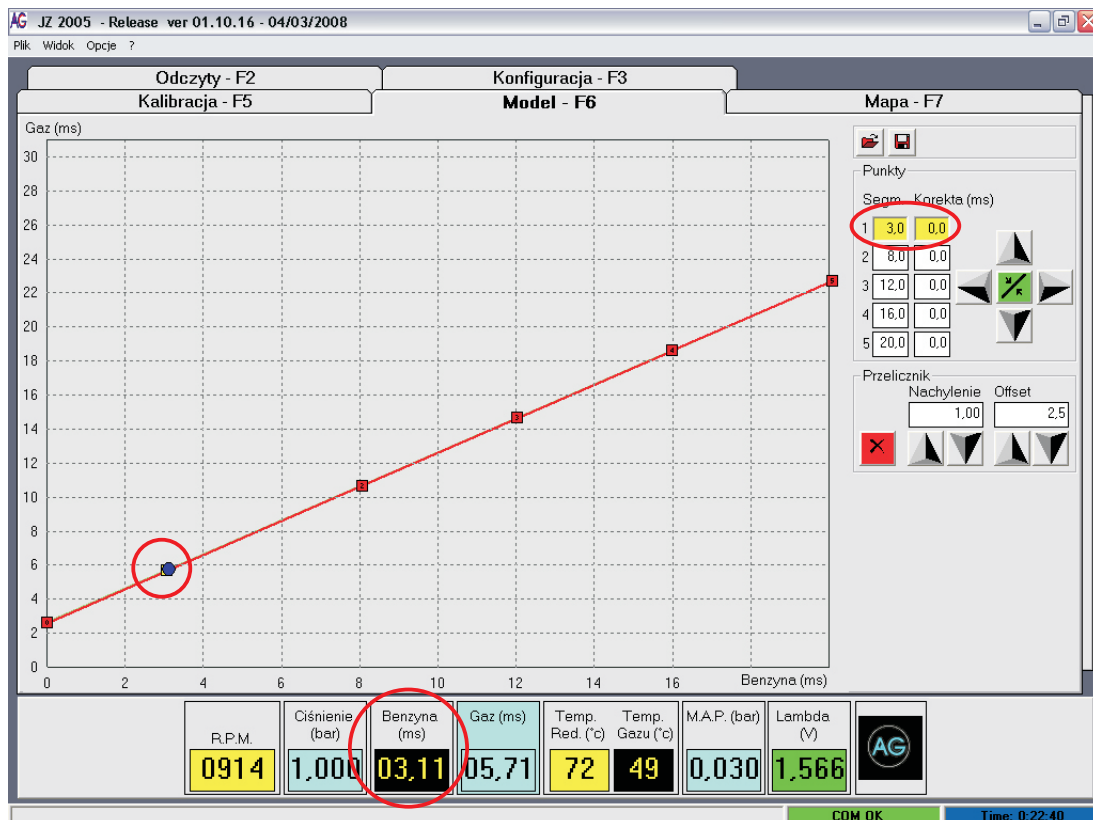 AG JZ 2005 - Release ver 01.10.16 - 04/03/2008
Plik Widok Opcje ?
Odczyty - F2 Konfiguracja - F3
Kalibracja - F5 Model - F6 Mapa - F7
Gaz (ms)
30
28
26
24
22
20
18
16
14
12
10
8
6
4
2
0
0 2 4 6 8 10 12 14 16 Benzyna (ms)
0
2
3
4
5
Punkty
Segm. Korekta (ms)
1 3,0 0,0
2 8,0 0,0
3 12,0 0,0
4 16,0 0,0
5 20,0 0,0
Przelicznik
Nachylenie Offset
1,00 2,5
R.P.M.
0914
Ciśnienie
(bar)
1,000
Benzyna
(ms)
03,11
Gaz (ms)
05,71
Temp.
Red. (°c)
72
Temp.
Gazu (°c)
49
M.A.P. (bar)
0,030
Lambda
(V)
1,566
AG
COM OK Time: 0:22:40